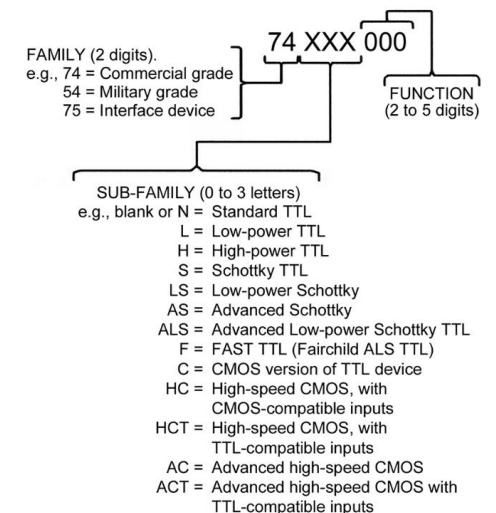 74 XXX 000
FAMILY (2 digits).
e.g., 74 = Commercial grade
54 = Military grade
75 = Interface device
FUNCTION
(2 to 5 digits)
SUB-FAMILY (0 to 3 letters)
e.g., blank or N = Standard TTL
L = Low-power TTL
H = High-power TTL
S = Schottky TTL
LS = Low-power Schottky
AS = Advanced Schottky
ALS = Advanced Low-power Schottky TTL
F = FAST TTL (Fairchild ALS TTL)
C = CMOS version of TTL device
HC = High-speed CMOS, with
CMOS-compatible inputs
HCT = High-speed CMOS, with
TTL-compatible inputs
AC = Advanced high-speed CMOS
ACT = Advanced high-speed CMOS with
TTL-compatible inputs